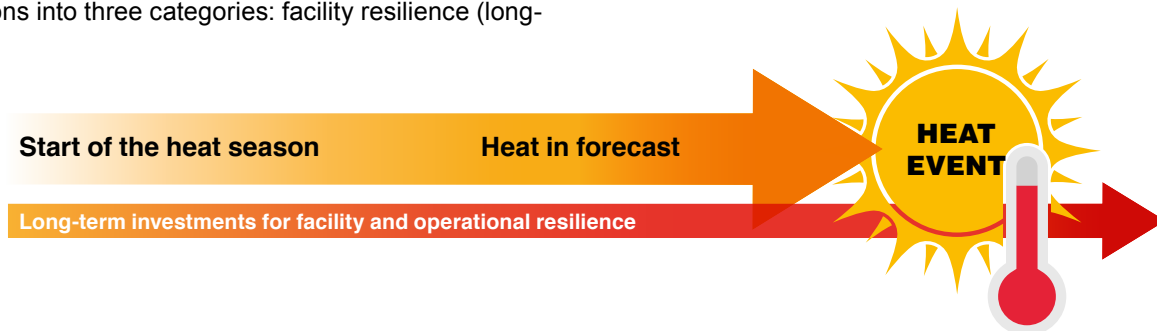 ons into three categories: facility resilience (long-
Start of the heat season
Heat in forecast
HEAT
EVENT
Long-term investments for facility and operational resilience